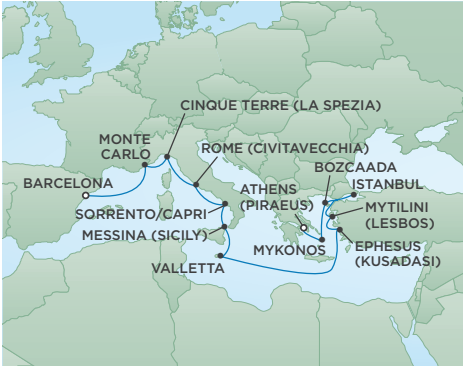 CINQUE TERRE (LA SPEZIA)
MONTE
CARLO
ROME (CIVITAVECCHIA)
BARCELONA
BOZCAADA
ISTANBUL
ATHENS
(PIRAEUS)
SORRENTO/CAPRI
MYTILINI
(LESBOS)
MESSINA (SICILY)
MYKONOS
EPHESUS
(KUSADASI)
VALLETTA